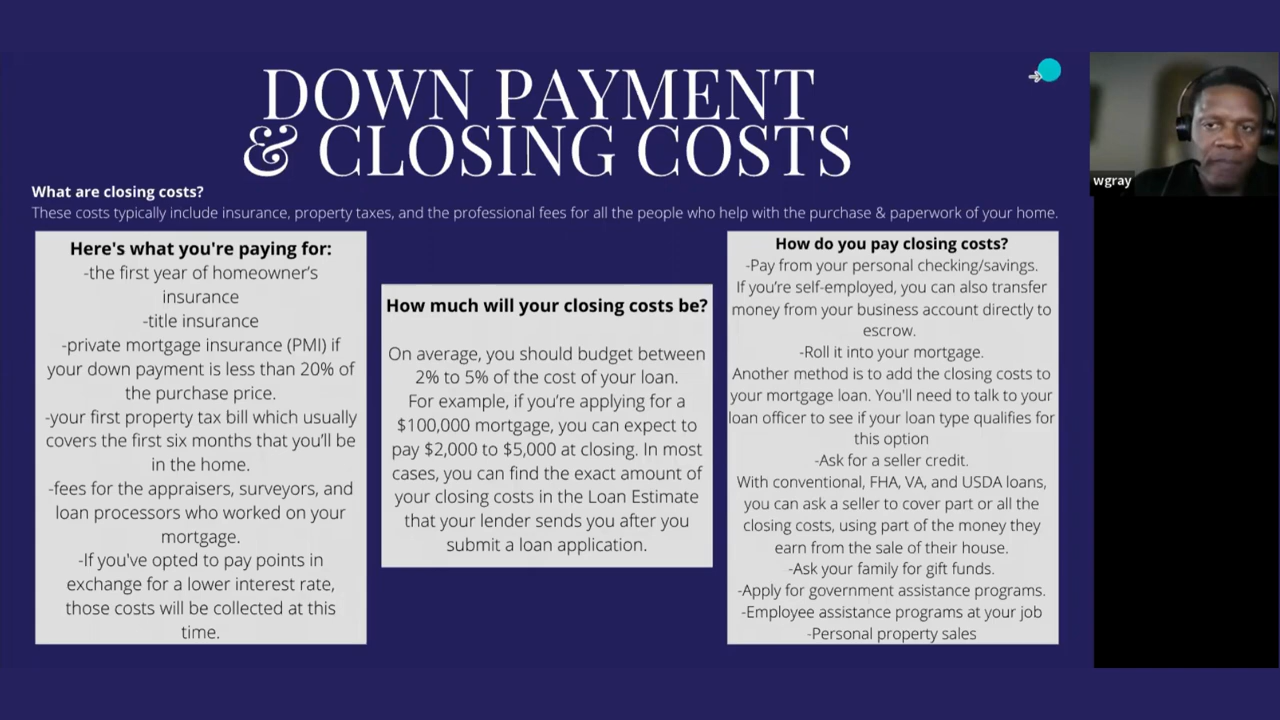 DOWN PAYMENT
& CLOSING COSTS
What are closing costs?
These costs typically include insurance, property taxes, and the professional fees for all the people who help with the purchase & paperwork of your home.
Here's what you're paying for:
-the first year of homeowner’s
insurance
-title insurance
-private mortgage insurance (PMI) if
your down payment is less than 20% of
the purchase price.
-your first property tax bill which usually
covers the first six months that you’ll be
in the home.
-fees for the appraisers, surveyors, and
loan processors who worked on your
mortgage.
-If you've opted to pay points in
exchange for a lower interest rate,
those costs will be collected at this
time.
How much will your closing costs be?
On average, you should budget between
2% to 5% of the cost of your loan.
For example, if you’re applying for a
$100,000 mortgage, you can expect to
pay $2,000 to $5,000 at closing. In most
cases, you can find the exact amount of
your closing costs in the Loan Estimate
that your lender sends you after you
submit a loan application.
How do you pay closing costs?
-Pay from your personal checking/savings.
If you’re self-employed, you can also transfer
money from your business account directly to
escrow.
-Roll it into your mortgage.
Another method is to add the closing costs to
your mortgage loan. You'll need to talk to your
loan officer to see if your loan type qualifies for
this option
-Ask for a seller credit.
With conventional, FHA, VA, and USDA loans,
you can ask a seller to cover part or all the
closing costs, using part of the money they
earn from the sale of their house.
-Ask your family for gift funds.
-Apply for government assistance programs.
-Employee assistance programs at your job
-Personal property sales
wgray